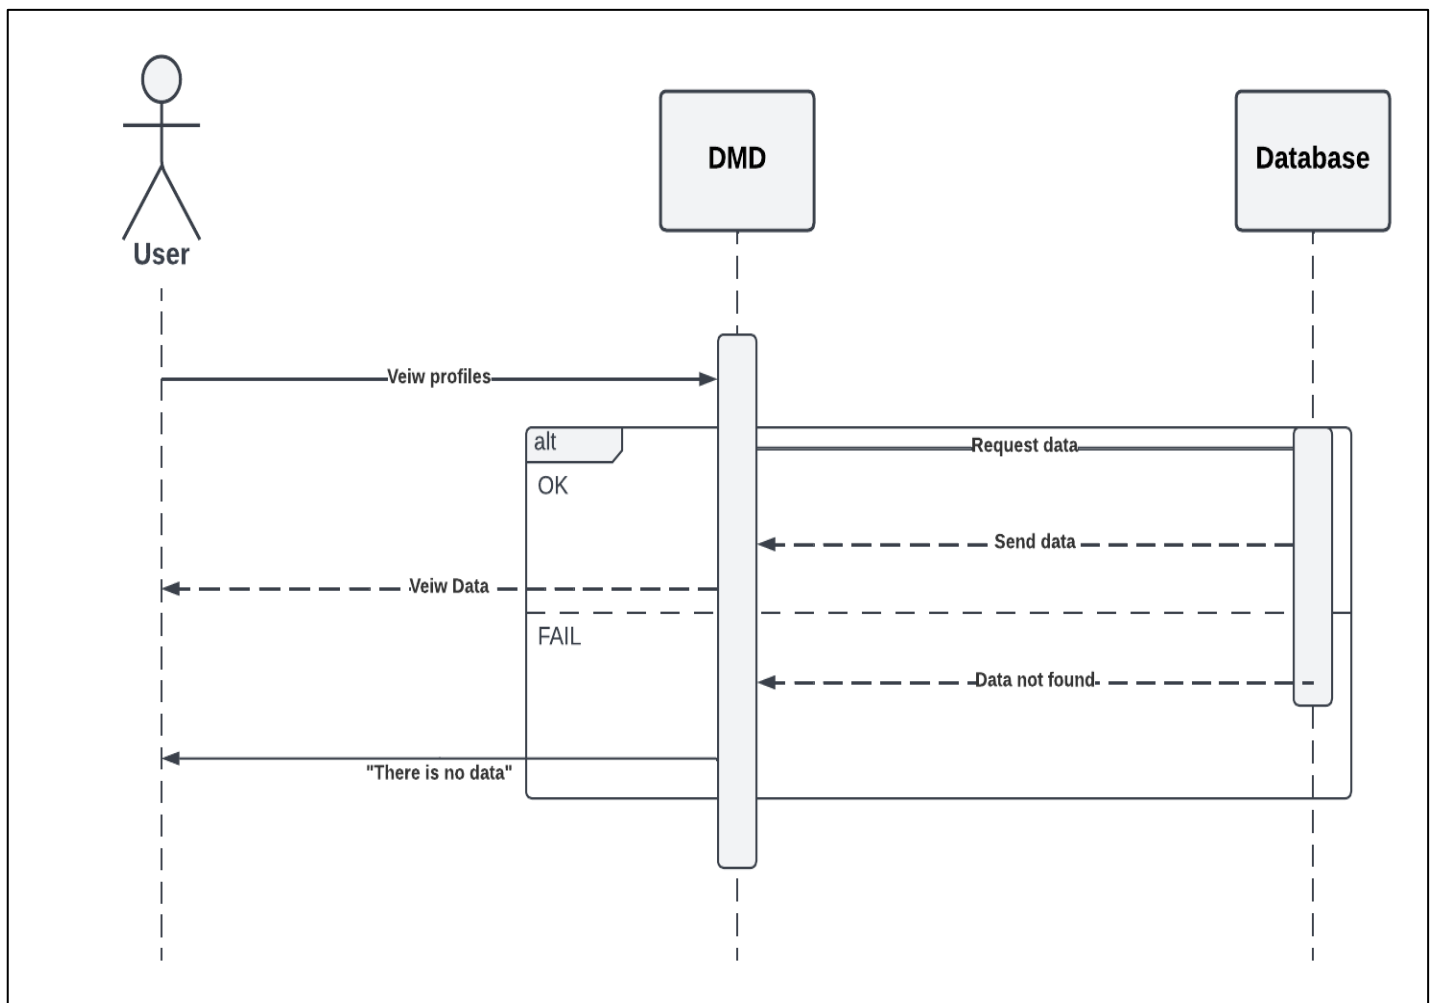 DMD
Database
User
Veiw profiles
alt
Request data
OK
Send data
Veiw Data
FAIL
Data not found
"There is no data"